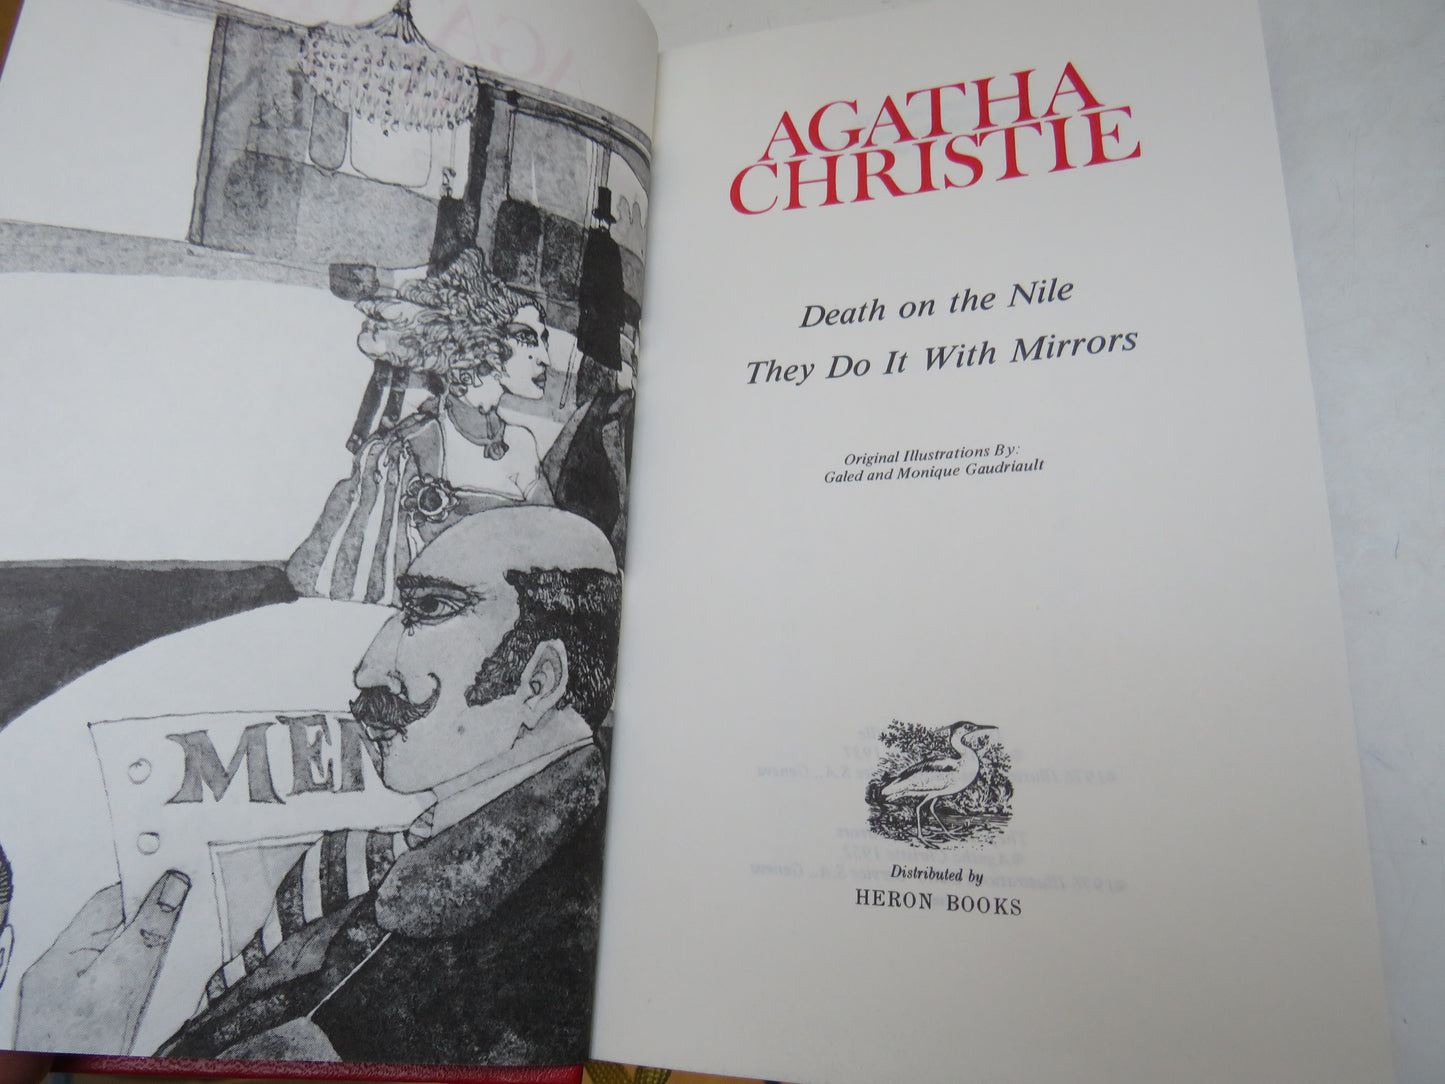 MEN
AGATHA
CHRISTIE
Death on the Nile
They Do It With Mirrors
Original Illustrations By:
Galed and Monique Gaudriault
Distributed by
HERON BOOKS